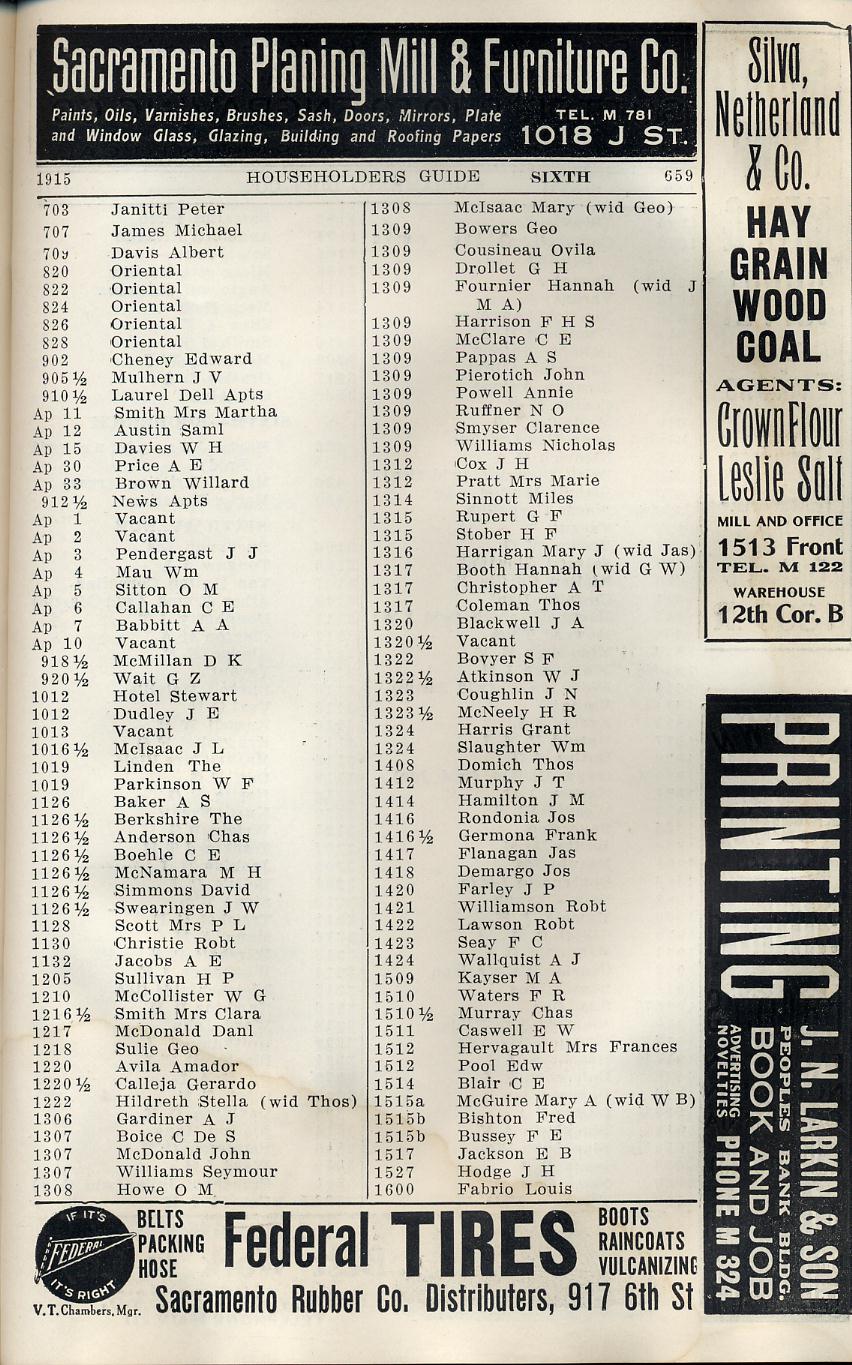 Sacramento Planing Mill & Furniture Co.
Paints, Oils, Varnishes, Brushes, Sash, Doors, Mirrors, Plate
and Window Glass, Glazing, Building and Roofing Papers
TEL. M 781
1018 J ST.
1915 HOUSEHOLDERS GUIDE SIXTH 659
703 Janitti Peter
707 James Michael
709 Davis Albert
820 Oriental
822 Oriental
824 Oriental
826 Oriental
828 Oriental
902 Cheney Edward
905½ Mulhern J V
910½ Laurel Dell Apts
Ap 11 Smith Mrs Martha
Ap 12 Austin Saml
Ap 15 Davies W H
Ap 30 Price A E
Ap 33 Brown Willard
912½ News Apts
Ap 1 Vacant
Ap 2 Vacant
Ap 3 Pendergast J J
Ap 4 Mau Wm
Ap 5 Sitton O M
Ap 6 Callahan C E
Ap 7 Babbitt A A
Ap 10 Vacant
918½ McMillan D K
920½ Wait G Z
1012 Hotel Stewart
1012 Dudley J E
1013 Vacant
1016½ McIsaac J L
1019 Linden The
1019 Parkinson W F
1126 Baker A S
1126½ Berkshire The
1126½ Anderson Chas
1126½ Boehle C E
1126½ McNamara M H
1126½ Simmons David
1126½ Swearingen J W
1128 Scott Mrs P L
1130 Christie Robt
1132 Jacobs A E
1205 Sullivan H P
1210 McCollister W G
1216½ Smith Mrs Clara
1217 McDonald Danl
1218 Sulie Geo
1220 Avila Amador
1220½ Calleja Gerardo
1222 Hildreth Stella (wid Thos)
1306 Gardiner A J
1307 Boice C De S
1307 McDonald John
1307 Williams Seymour
1308 Howe O M
1308 McIsaac Mary (wid Geo)
1309 Bowers Geo
1309 Cousineau Ovila
1309 Drollet G H
1309 Fournier Hannah (wid J
M A)
1309 Harrison F H S
1309 McClare C E
1309 Pappas A S
1309 Pierotich John
1309 Powell Annie
1309 Ruffner N O
1309 Smyser Clarence
1309 Williams Nicholas
1312 Cox J H
1312 Pratt Mrs Marie
1314 Sinnott Miles
1315 Rupert G F
1315 Stober H F
1316 Harrigan Mary J (wid Jas)
1317 Booth Hannah (wid G W)
1317 Christopher A T
1317 Coleman Thos
1320 Blackwell J A
1320½ Vacant
1322 Bovyer S F
1322½ Atkinson W J
1323 Coughlin J N
1323½ McNeely H R
1324 Harris Grant
1324 Slaughter Wm
1408 Domich Thos
1412 Murphy J T
1414 Hamilton J M
1416 Rondonia Jos
1416½ Germona Frank
1417 Flanagan Jas
1418 Demargo Jos
1420 Farley J P
1421 Williamson Robt
1422 Lawson Robt
1423 Seay F C
1424 Wallquist A J
1509 Kayser M A
1510 Waters F R
1510½ Murray Chas
1511 Caswell E W
1512 Hervagault Mrs Frances
1512 Pool Edw
1514 Blair C E
1515a McGuire Mary A (wid W B)
1515b Bishton Fred
1515b Bussey F E
1517 Jackson E B
1527 Hodge J H
1600 Fabrio Louis
Silva,
Netherland
& Co.
HAY
GRAIN
WOOD
COAL
AGENTS:
Crown Flour
Leslie Salt
MILL AND OFFICE
1513 Front
TEL. M 122
WAREHOUSE
12th Cor. B
PRINTING
J. N. LARKIN & SON
PEOPLES BANK BLDG.
BOOK AND JOB
ADVERTISING
NOVELTIES
PHONE M 324
IF IT'S
FEDERAL
IT'S RIGHT
V. T. Chambers, Mgr.
BELTS
PACKING
HOSE
Federal TIRES
BOOTS
RAINCOATS
VULCANIZING
Sacramento Rubber Co. Distributers, 917 6th St